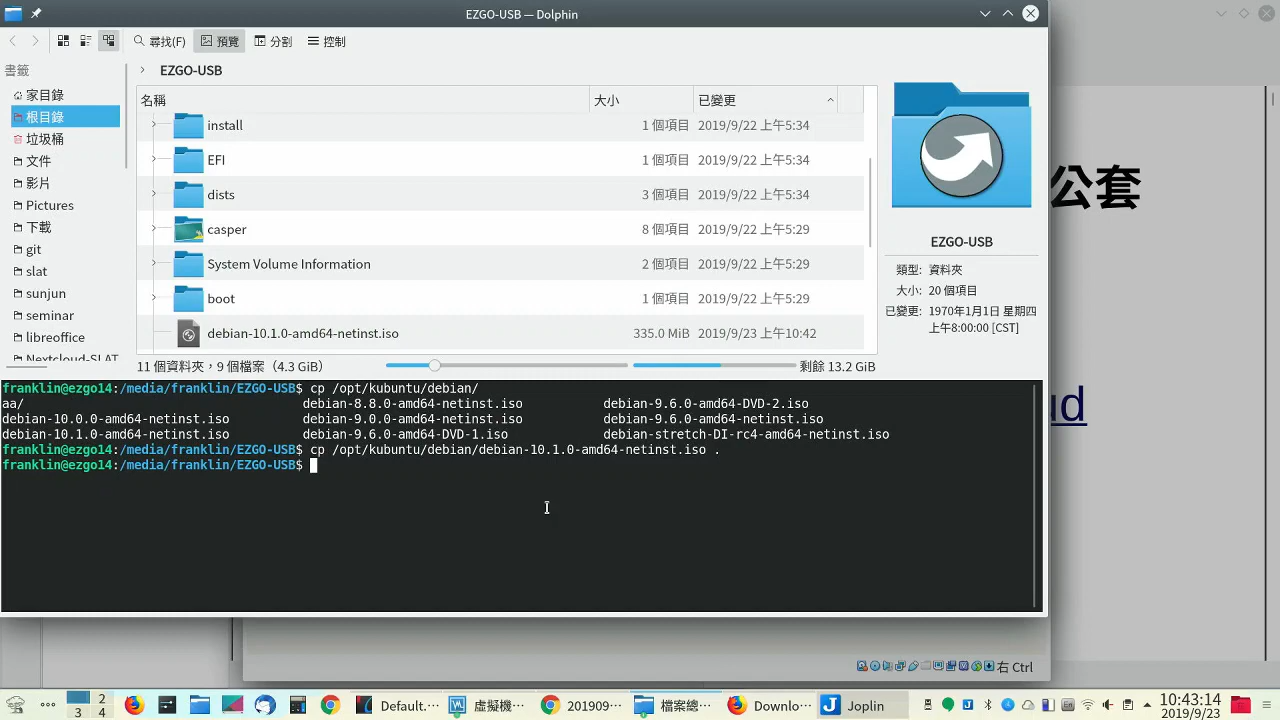 EZGO-USB — Dolphin
尋找(F) 預覽 分割 控制
書籤
家目錄
根目錄
垃圾桶
文件
影片
Pictures
下載
git
slat
sunjun
seminar
libreoffice
Nextcloud-SLAT
EZGO-USB
名稱 大小 已變更
install 1 個項目 2019/9/22 上午5:34
EFI 1 個項目 2019/9/22 上午5:34
dists 3 個項目 2019/9/22 上午5:34
casper 8 個項目 2019/9/22 上午5:29
System Volume Information 2 個項目 2019/9/22 上午5:29
boot 1 個項目 2019/9/22 上午5:29
debian-10.1.0-amd64-netinst.iso 335.0 MiB 2019/9/23 上午10:42
11 個資料夾，9 個檔案（4.3 GiB） 剩餘 13.2 GiB
EZGO-USB
類型: 資料夾
大小: 20 個項目
已變更: 1970年1月1日 星期四
上午8:00:00 [CST]
公套
ud
franklin@ezgo14:/media/franklin/EZGO-USB$ cp /opt/kubuntu/debian/
aa/ debian-8.8.0-amd64-netinst.iso debian-9.6.0-amd64-DVD-2.iso
debian-10.0.0-amd64-netinst.iso debian-9.0.0-amd64-netinst.iso debian-9.6.0-amd64-netinst.iso
debian-10.1.0-amd64-netinst.iso debian-9.6.0-amd64-DVD-1.iso debian-stretch-DI-rc4-amd64-netinst.iso
franklin@ezgo14:/media/franklin/EZGO-USB$ cp /opt/kubuntu/debian/debian-10.1.0-amd64-netinst.iso .
franklin@ezgo14:/media/franklin/EZGO-USB$
右 Ctrl
2
3 4
Default.… 虛擬機… 201909… 檔案總… Downlo… Joplin
10:43:14
2019/9/23